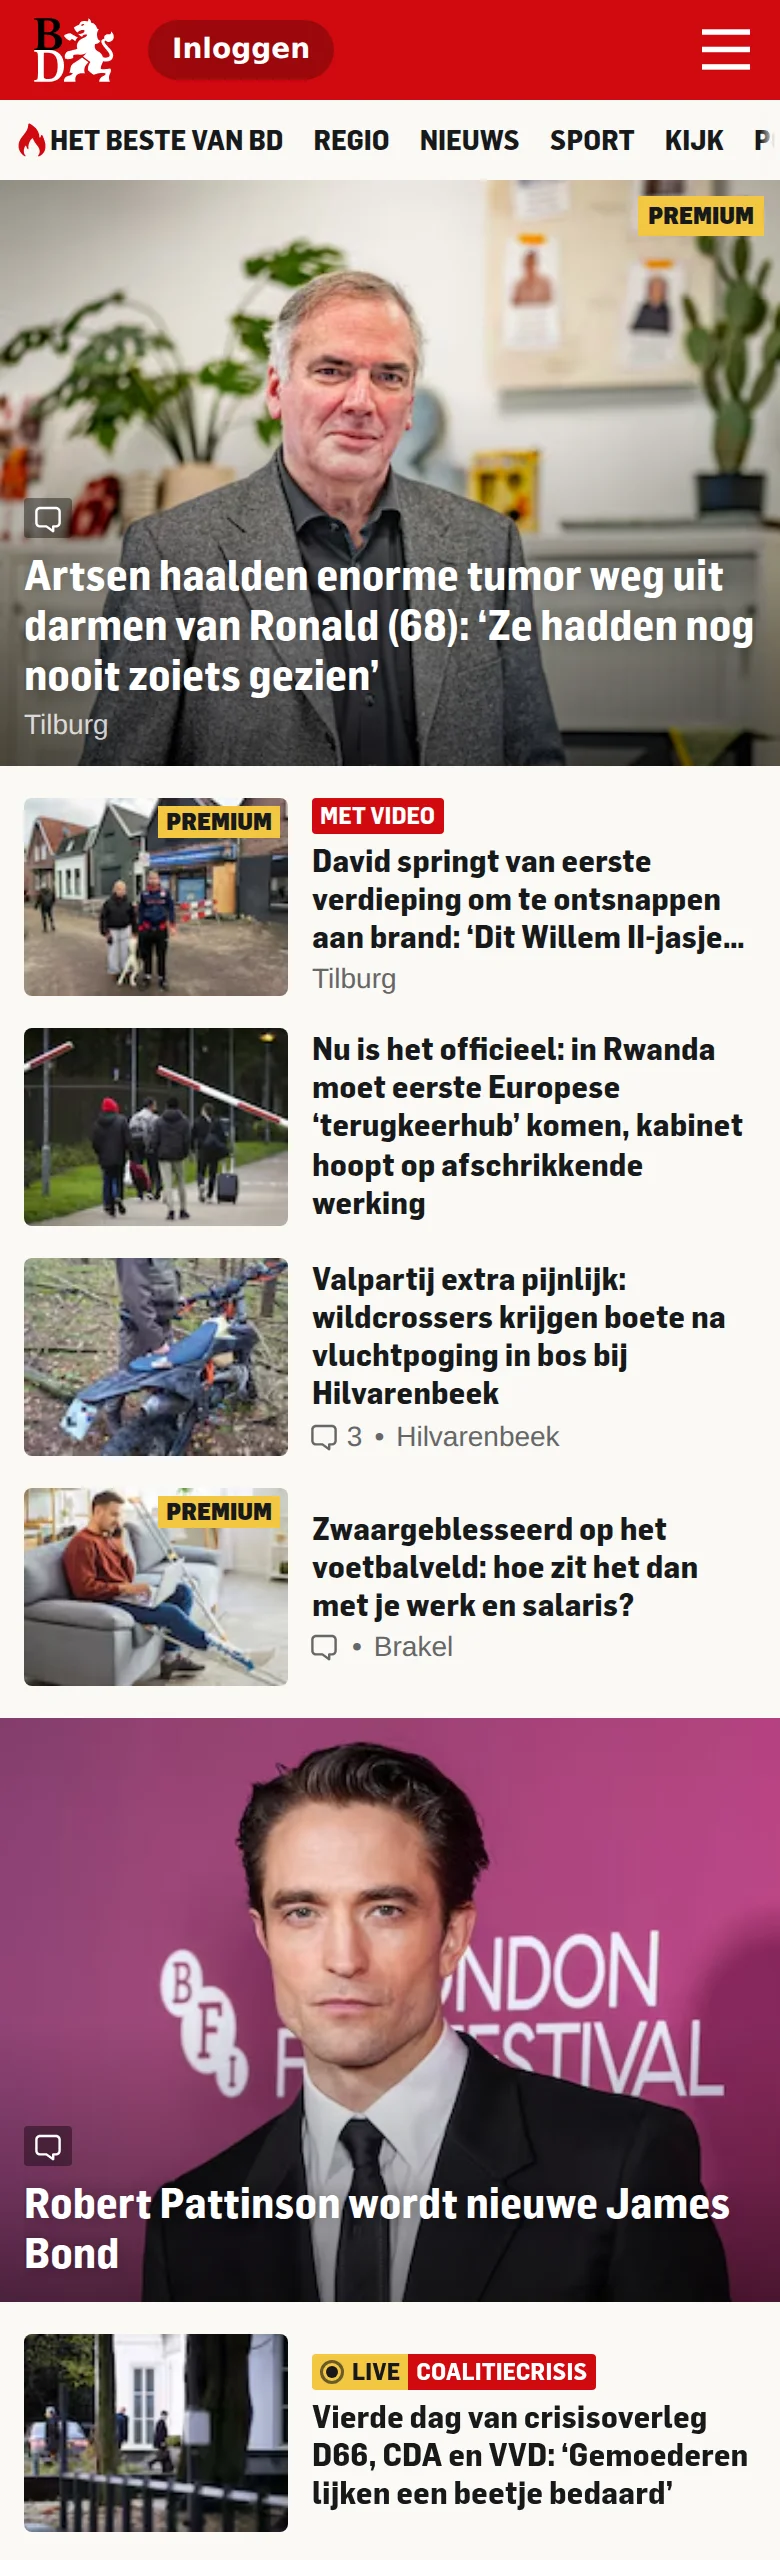 BD
Inloggen
HET BESTE VAN BD REGIO NIEUWS SPORT KIJK
PREMIUM
Artsen haalden enorme tumor weg uit
darmen van Ronald (68): ‘Ze hadden nog
nooit zoiets gezien’
Tilburg
PREMIUM
MET VIDEO
David springt van eerste
verdieping om te ontsnappen
aan brand: ‘Dit Willem II-jasje...
Tilburg
Nu is het officieel: in Rwanda
moet eerste Europese
‘terugkeerhub’ komen, kabinet
hoopt op afschrikkende
werking
Valpartij extra pijnlijk:
wildcrossers krijgen boete na
vluchtpoging in bos bij
Hilvarenbeek
3 • Hilvarenbeek
PREMIUM
Zwaargeblesseerd op het
voetbalveld: hoe zit het dan
met je werk en salaris?
• Brakel
BFI
Robert Pattinson wordt nieuwe James
Bond
LIVE COALITIECRISIS
Vierde dag van crisisoverleg
D66, CDA en VVD: ‘Gemoederen
lijken een beetje bedaard’